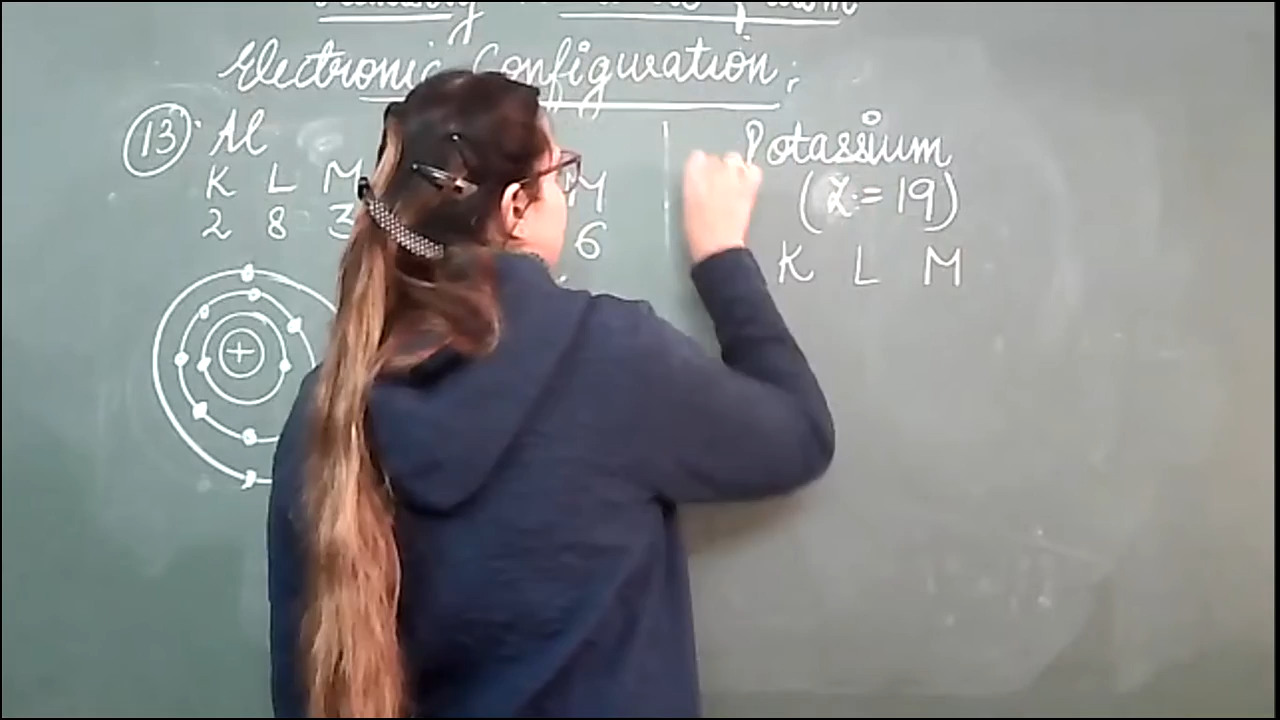 Electronic Configuration;
13 Al
K L M
2 8 3
M
6
+
Potassium
(Z = 19)
K L M